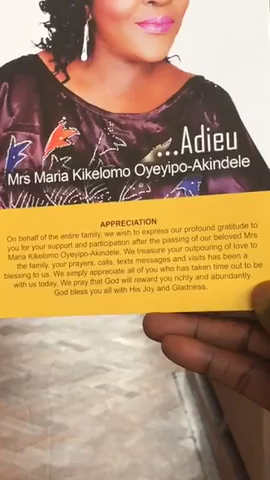 ...Adieu
Mrs Maria Kikelomo Oyeyipo-Akindele
APPRECIATION
On behalf of the entire family, we wish to express our profound gratitude to
you for your support and participation after the passing of our beloved Mrs
Maria Kikelomo Oyeyipo-Akindele. We treasure your outpouring of love to
the family, your prayers, calls, texts messages and visits has been a
blessing to us. We simply appreciate all of you who has taken time out to be
with us today. We pray that God will reward you richly and abundantly.
God bless you all with His Joy and Gladness.